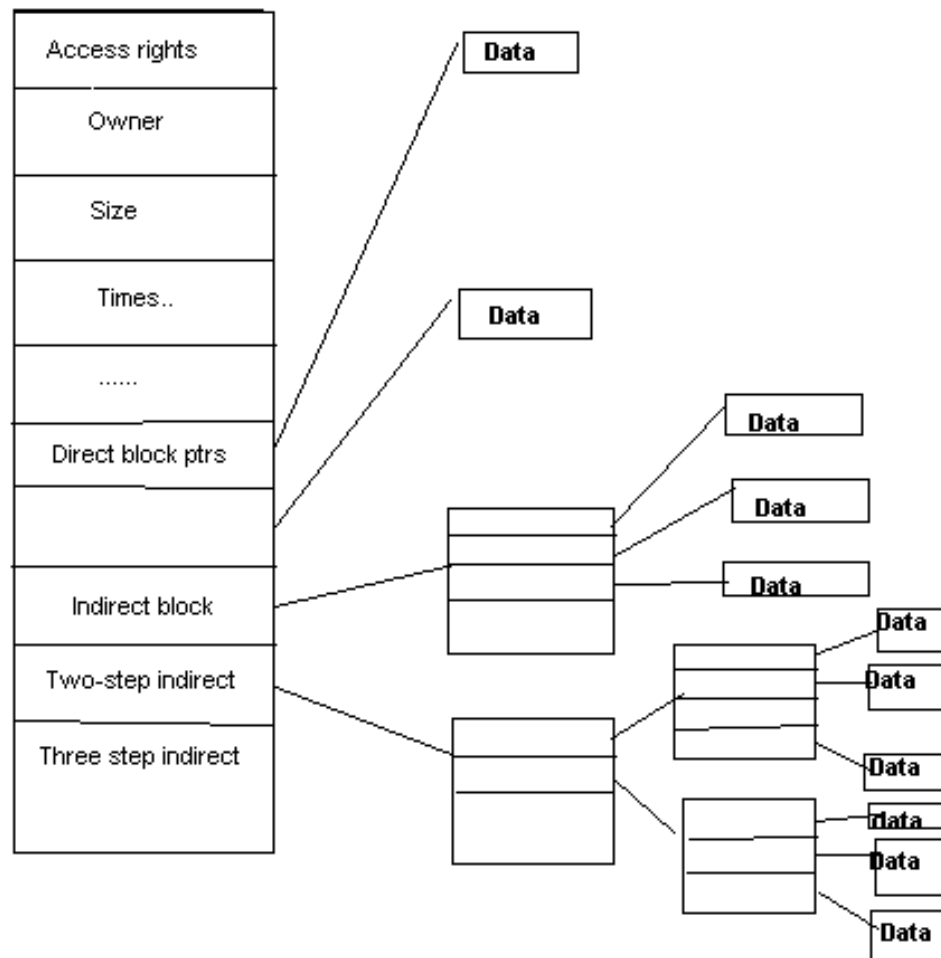 Access rights
Owner
Size
Times..
......
Direct block ptrs
Indirect block
Two-step indirect
Three step indirect
Data
Data
Data
Data
Data
Data
Data
Data
data
Data
Data